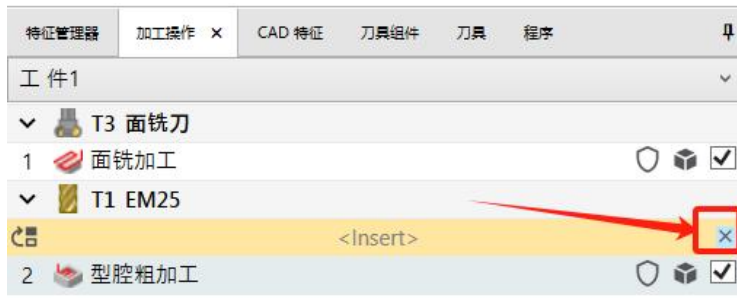 特征管理器 加工操作 × CAD 特征 刀具组件 刀具 程序
工 件1
T3 面铣刀
1 面铣加工
T1 EM25
<Insert>
2 型腔粗加工